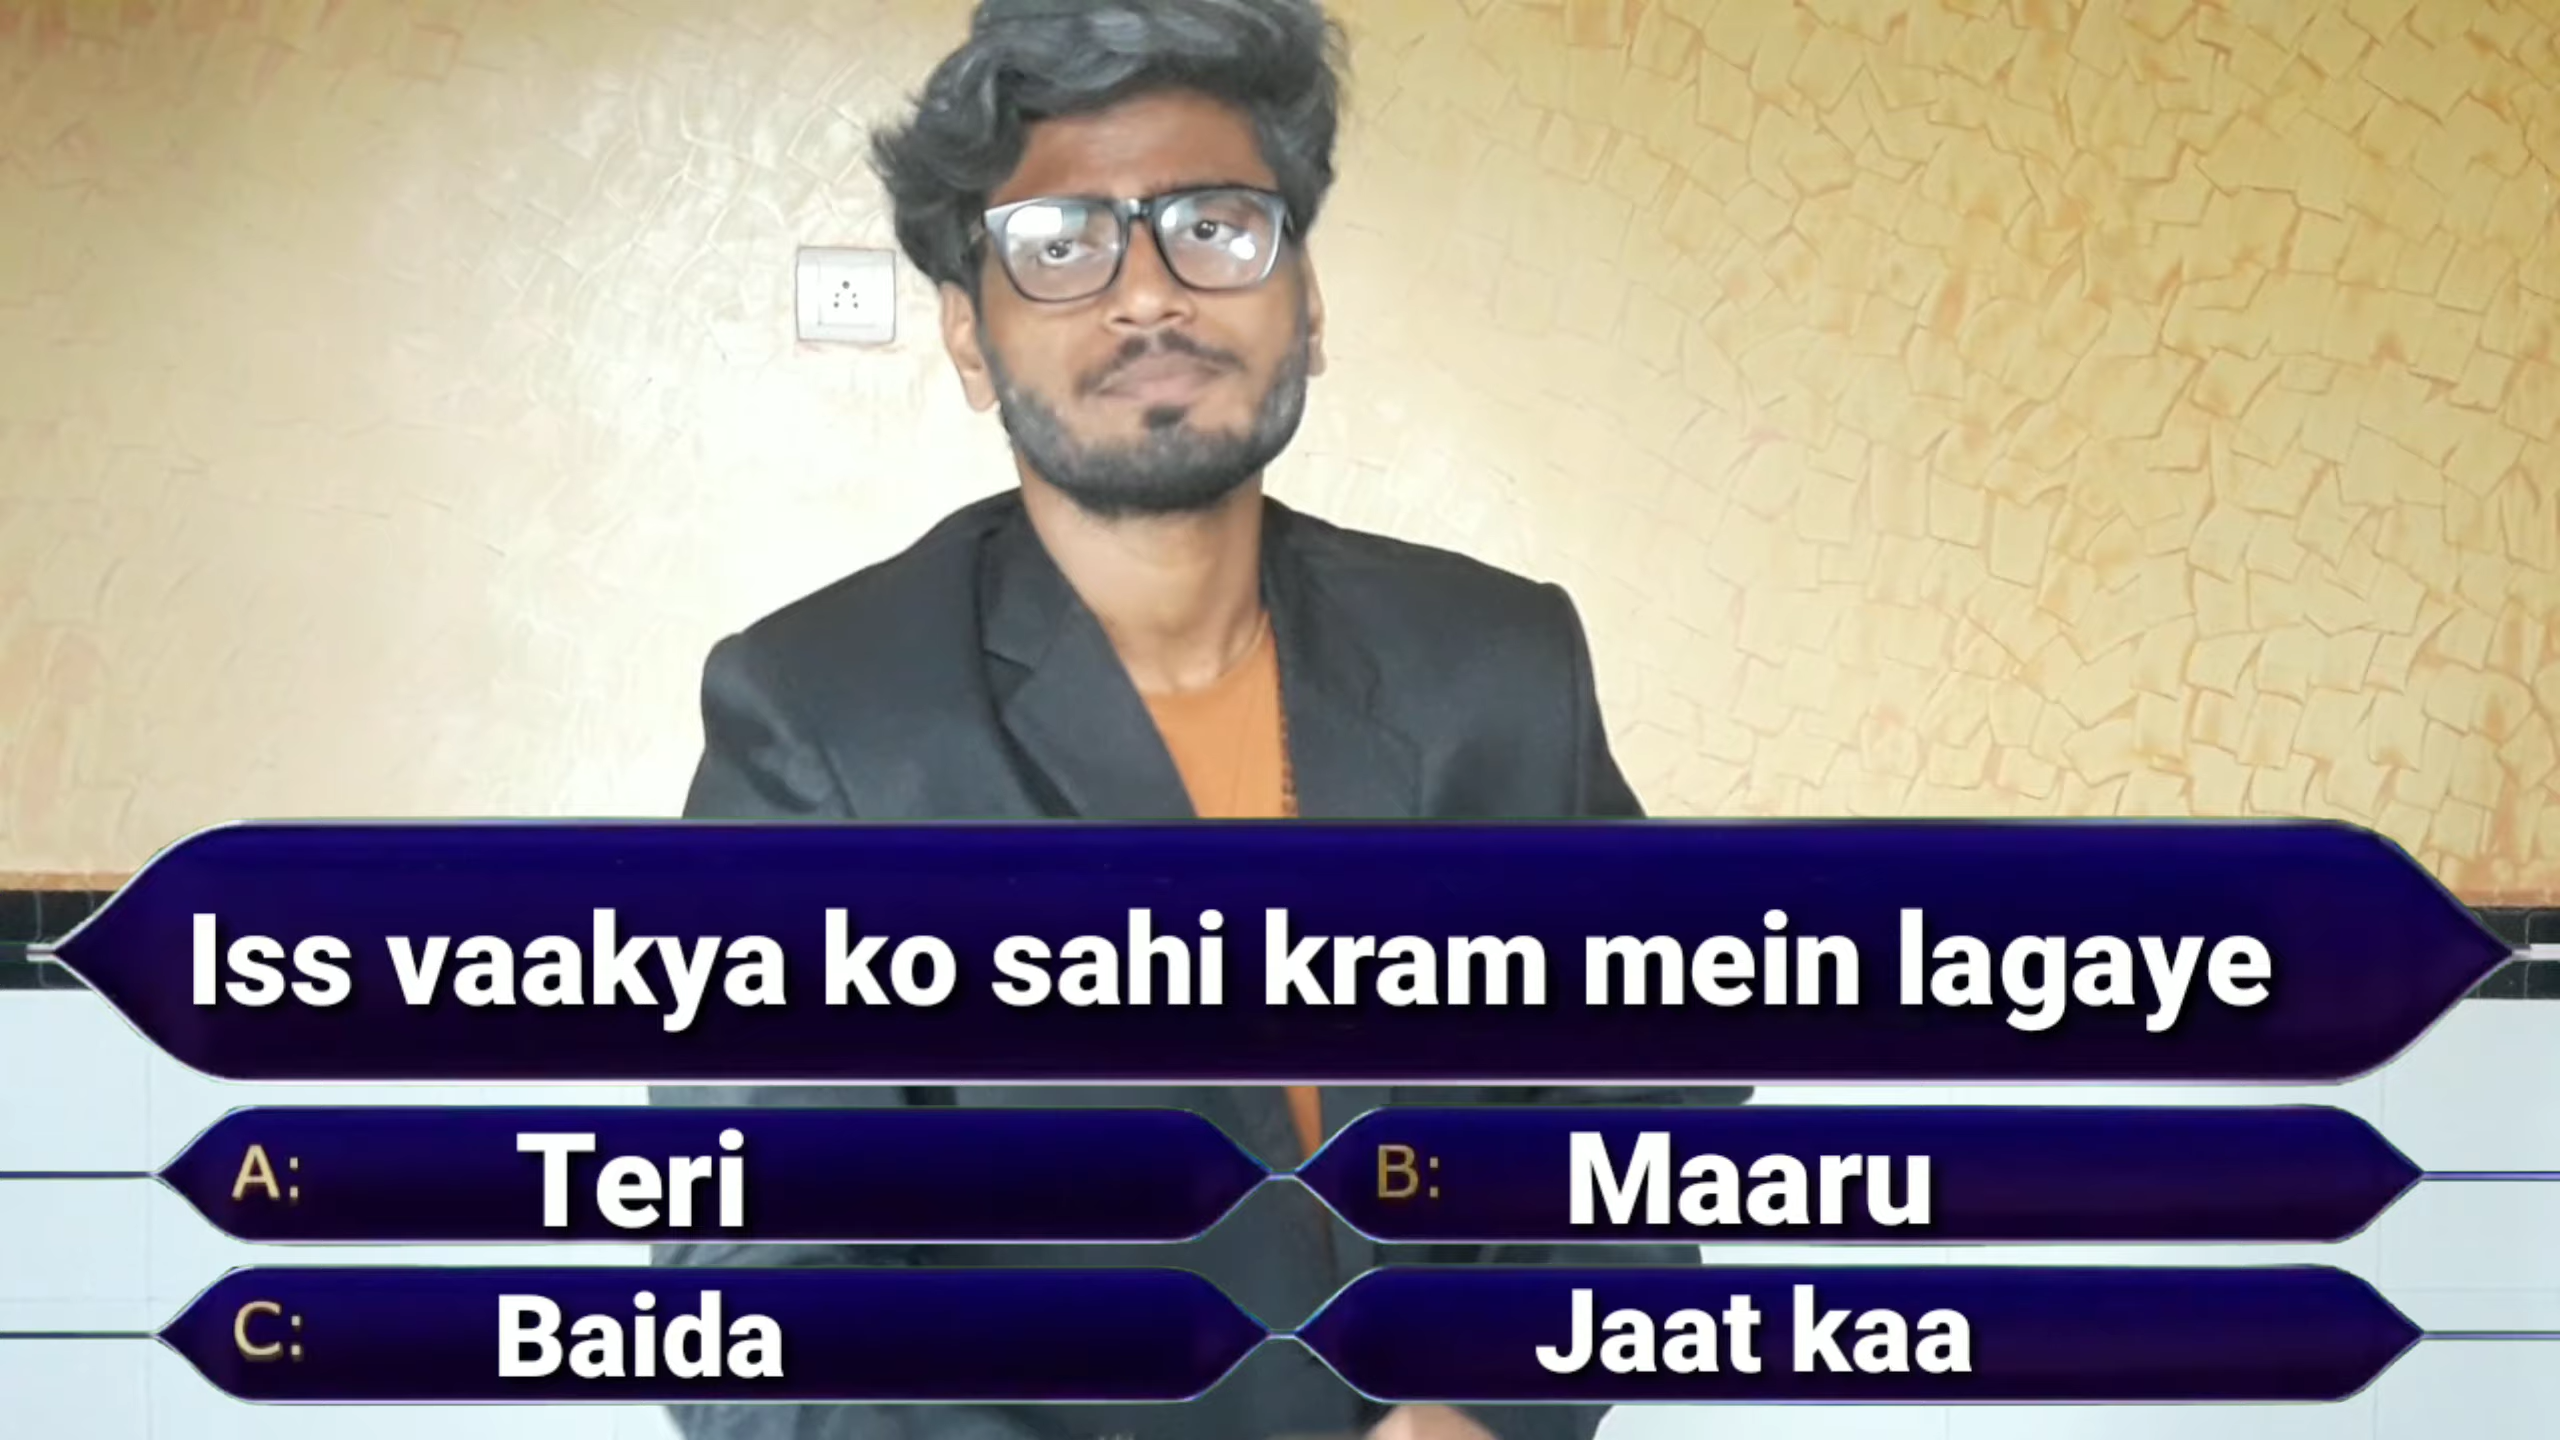 Iss vaakya ko sahi kram mein lagaye
A: Teri
B: Maaru
C: Baida
Jaat kaa